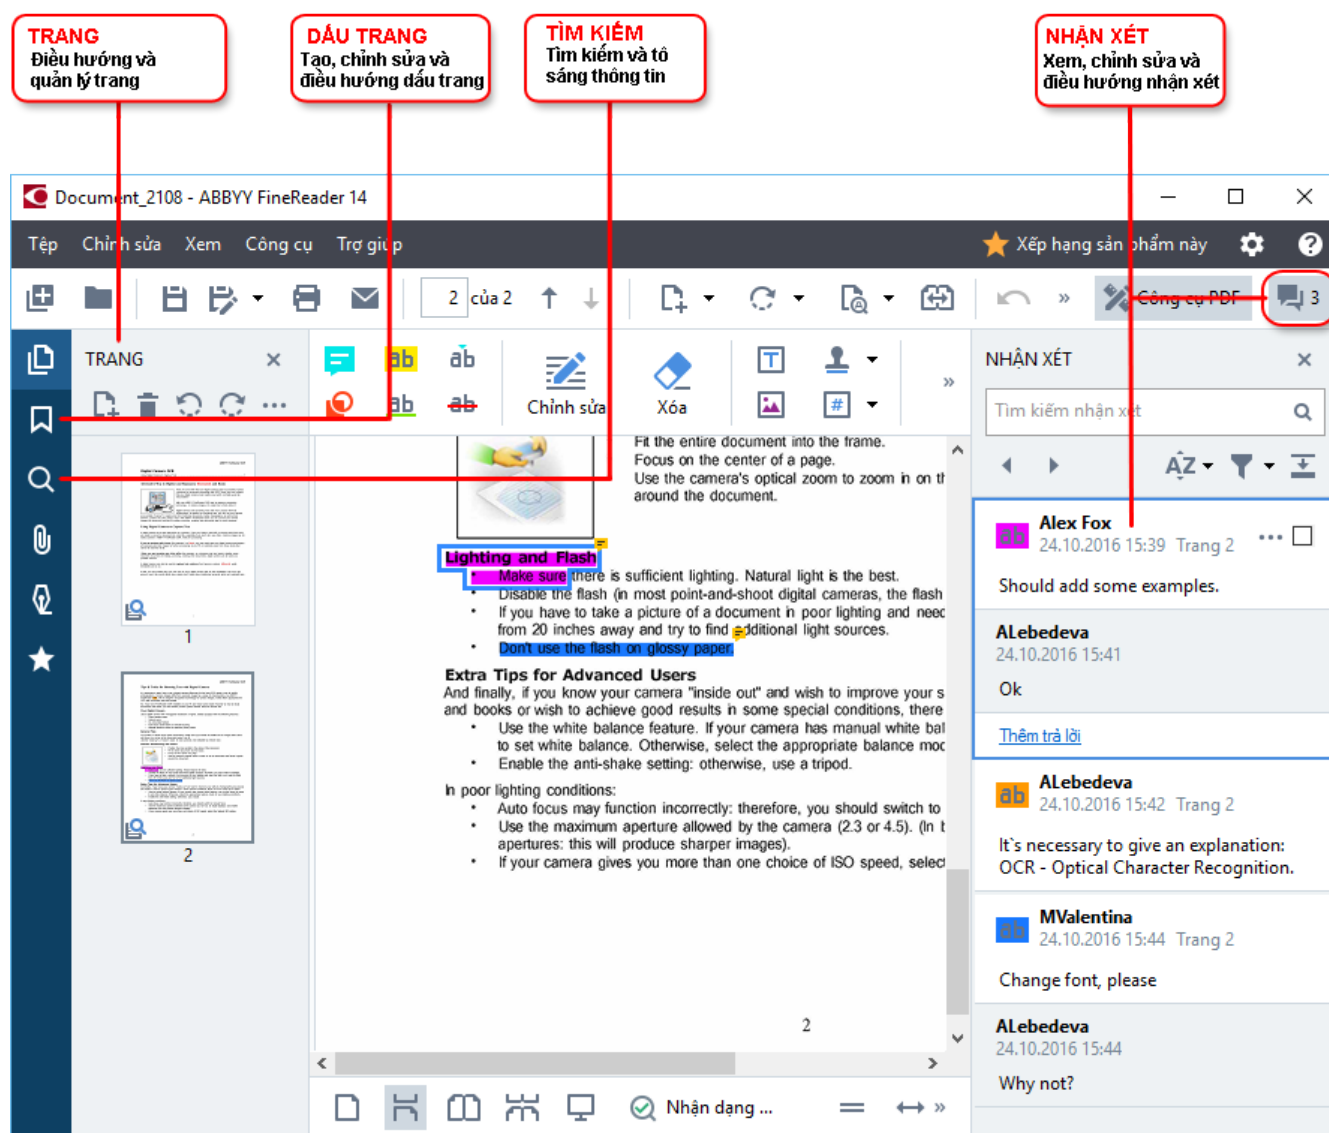 TRANG
Điều hướng và
quản lý trang
DẤU TRANG
Tạo, chỉnh sửa và
điều hướng dấu trang
TÌM KIẾM
Tìm kiếm và tô
sáng thông tin
NHẬN XÉT
Xem, chỉnh sửa và
điều hướng nhận xét
Document_2108 - ABBYY FineReader 14
Tệp Chỉnh sửa Xem Công cụ Trợ giúp Xếp hạng sản phẩm này
2 của 2 Công cụ PDF 3
TRANG
ab ab
ab ab
Chỉnh sửa Xóa
#
NHẬN XÉT
Tìm kiếm nhận xét
AZ
1
2
Fit the entire document into the frame.
Focus on the center of a page.
Use the camera's optical zoom to zoom in on th
around the document.
Lighting and Flash
• Make sure there is sufficient lighting. Natural light is the best.
• Disable the flash (in most point-and-shoot digital cameras, the flash
• If you have to take a picture of a document in poor lighting and need
from 20 inches away and try to find additional light sources.
• Don't use the flash on glossy paper.
Extra Tips for Advanced Users
And finally, if you know your camera "inside out" and wish to improve your s
and books or wish to achieve good results in some special conditions, there
• Use the white balance feature. If your camera has manual white bal
to set white balance. Otherwise, select the appropriate balance moc
• Enable the anti-shake setting: otherwise, use a tripod.
In poor lighting conditions:
• Auto focus may function incorrectly: therefore, you should switch to
• Use the maximum aperture allowed by the camera (2.3 or 4.5). (In b
apertures: this will produce sharper images).
• If your camera gives you more than one choice of ISO speed, select
2
Nhận dạng ...
ab Alex Fox
24.10.2016 15:39 Trang 2
Should add some examples.
ALebedeva
24.10.2016 15:41
Ok
Thêm trả lời
ab ALebedeva
24.10.2016 15:42 Trang 2
It`s necessary to give an explanation:
OCR - Optical Character Recognition.
ab MValentina
24.10.2016 15:44 Trang 2
Change font, please
ALebedeva
24.10.2016 15:44
Why not?